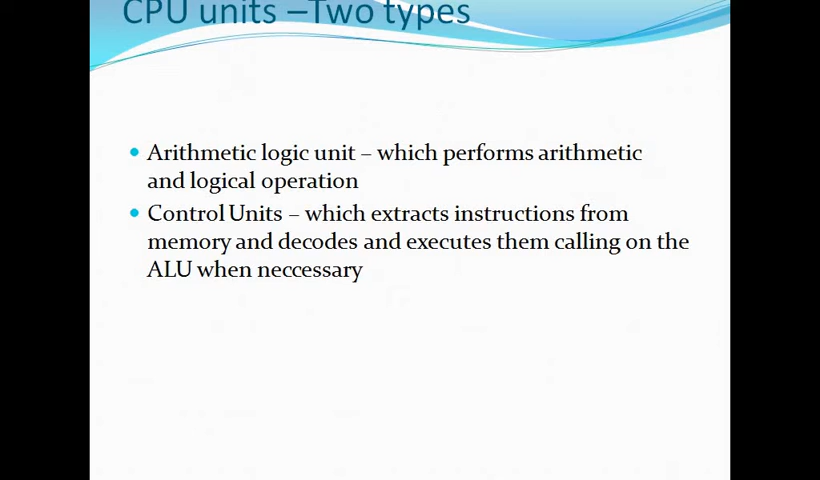 CPU units –Two types
Arithmetic logic unit – which performs arithmetic
and logical operation
Control Units – which extracts instructions from
memory and decodes and executes them calling on the
ALU when neccessary